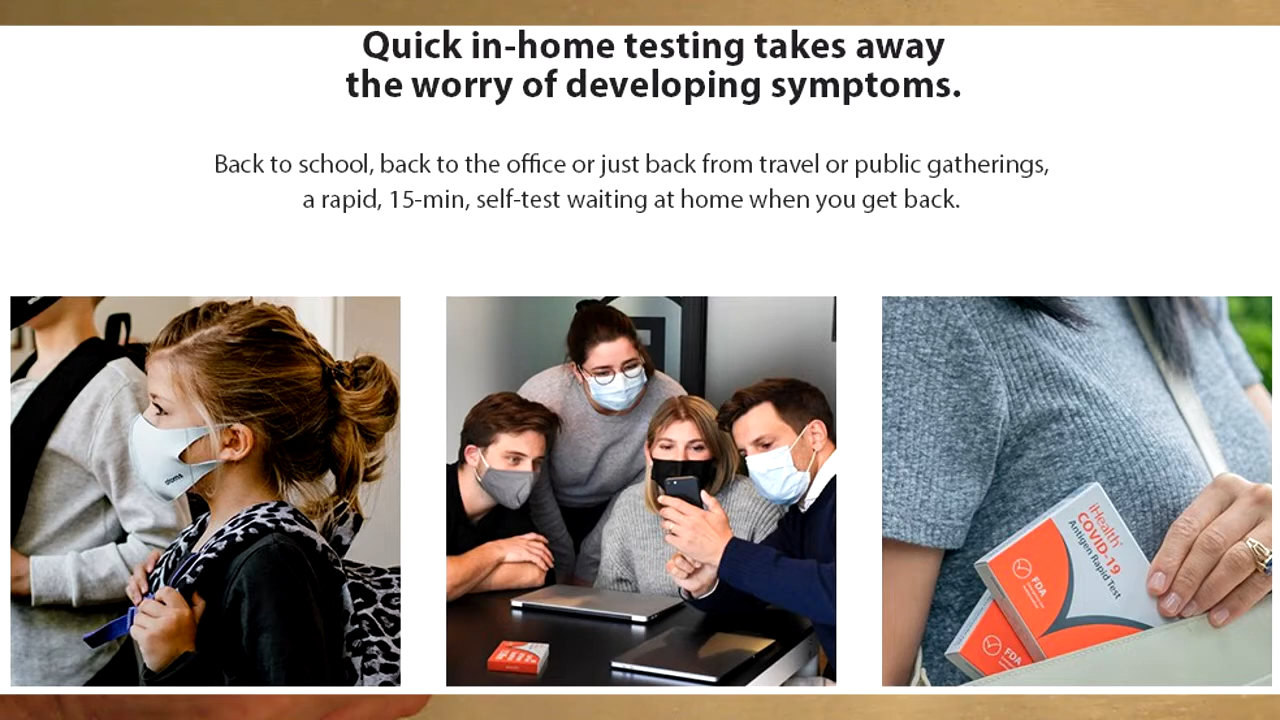 Quick in-home testing takes away
the worry of developing symptoms.
Back to school, back to the office or just back from travel or public gatherings,
a rapid, 15-min, self-test waiting at home when you get back.
iHealth
COVID-19
Antigen Rapid Test
FDA
FDA